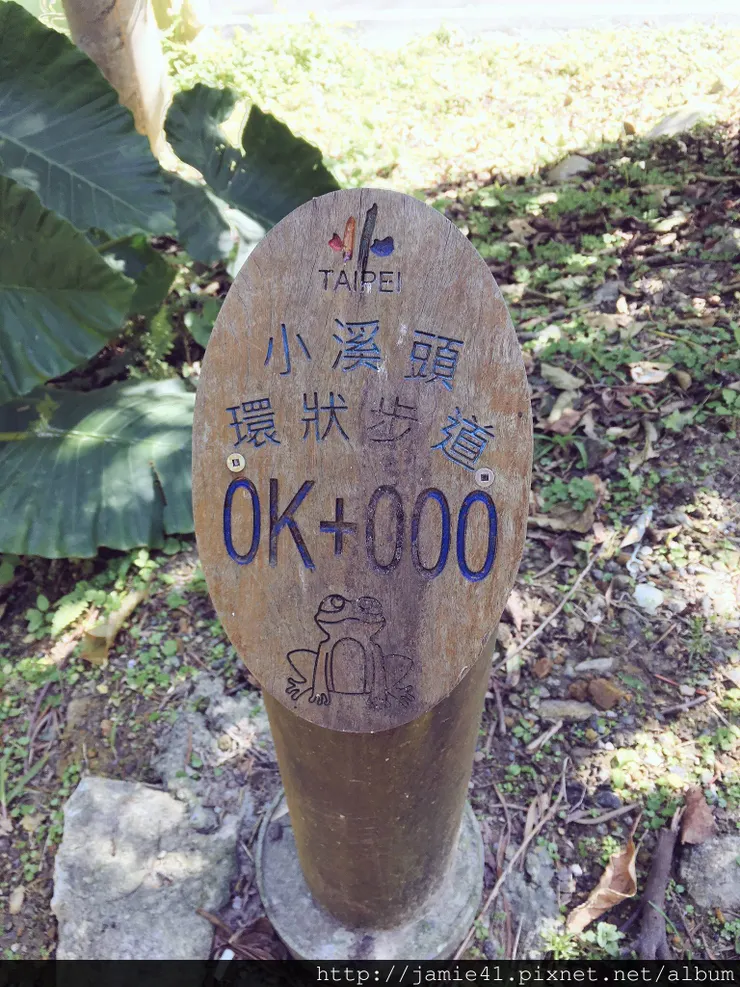 TAIPEI
小溪頭
環狀步道
0K+000
http://jamie41.pixnet.net/album